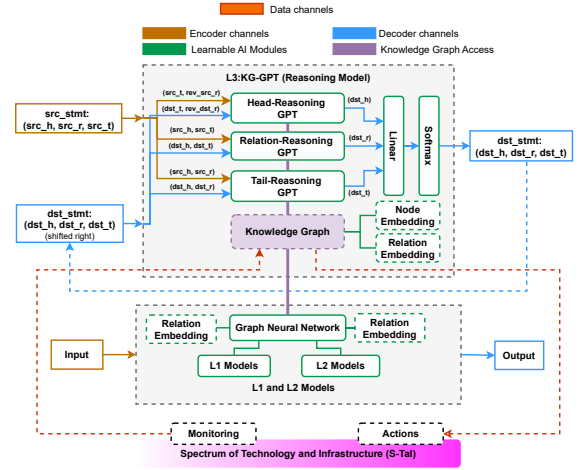 Data channels
Encoder channels
Decoder channels
Learnable AI Modules
Knowledge Graph Access
L3:KG-GPT (Reasoning Model)
src_stmt:
(src_h, src_r, src_t)
(src_t, rev_src_r)
(dst_t, rev_dst_r)
Head-Reasoning
GPT
(dst_h)
(src_h, src_t)
(dst_h, dst_t)
Relation-Reasoning
GPT
(dst_r)
(src_h, src_r)
(dst_h, dst_r)
Tail-Reasoning
GPT
(dst_t)
Linear
Softmax
dst_stmt:
(dst_h, dst_r, dst_t)
dst_stmt:
(dst_h, dst_r, dst_t)
(shifted right)
Knowledge Graph
Node
Embedding
Relation
Embedding
Relation
Embedding
Graph Neural Network
Relation
Embedding
Input
L1 Models
L2 Models
Output
L1 and L2 Models
Monitoring
Actions
Spectrum of Technology and Infrastructure (S-TaI)